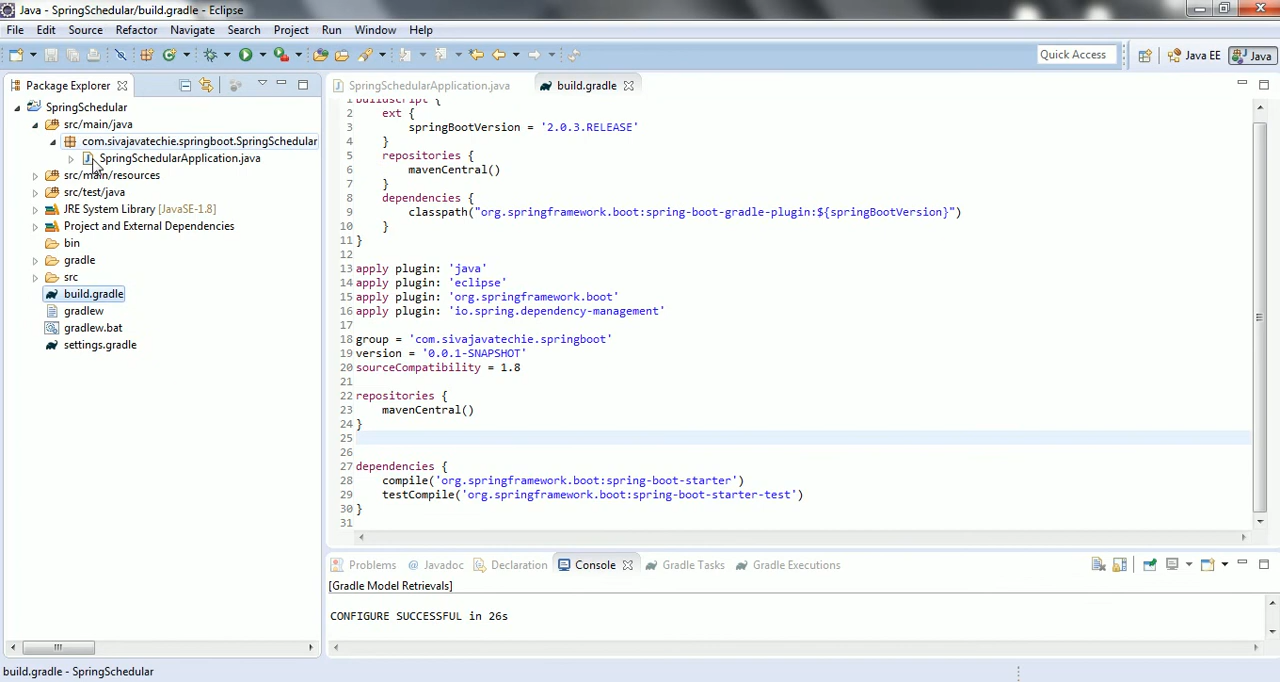 Java - SpringSchedular/build.gradle - Eclipse
File Edit Source Refactor Navigate Search Project Run Window Help
Quick Access Java EE Java
Package Explorer
SpringSchedular
src/main/java
com.sivajavatechie.springboot.SpringSchedular
SpringSchedularApplication.java
src/main/resources
src/test/java
JRE System Library [JavaSE-1.8]
Project and External Dependencies
bin
gradle
src
build.gradle
gradlew
gradlew.bat
settings.gradle
SpringSchedularApplication.java build.gradle
1 buildscript {
2 ext {
3 springBootVersion = '2.0.3.RELEASE'
4 }
5 repositories {
6 mavenCentral()
7 }
8 dependencies {
9 classpath("org.springframework.boot:spring-boot-gradle-plugin:${springBootVersion}")
10 }
11 }
12
13 apply plugin: 'java'
14 apply plugin: 'eclipse'
15 apply plugin: 'org.springframework.boot'
16 apply plugin: 'io.spring.dependency-management'
17
18 group = 'com.sivajavatechie.springboot'
19 version = '0.0.1-SNAPSHOT'
20 sourceCompatibility = 1.8
21
22 repositories {
23 mavenCentral()
24 }
25
26
27 dependencies {
28 compile('org.springframework.boot:spring-boot-starter')
29 testCompile('org.springframework.boot:spring-boot-starter-test')
30 }
31
Problems @ Javadoc Declaration Console Gradle Tasks Gradle Executions
[Gradle Model Retrievals]
CONFIGURE SUCCESSFUL in 26s
build.gradle - SpringSchedular